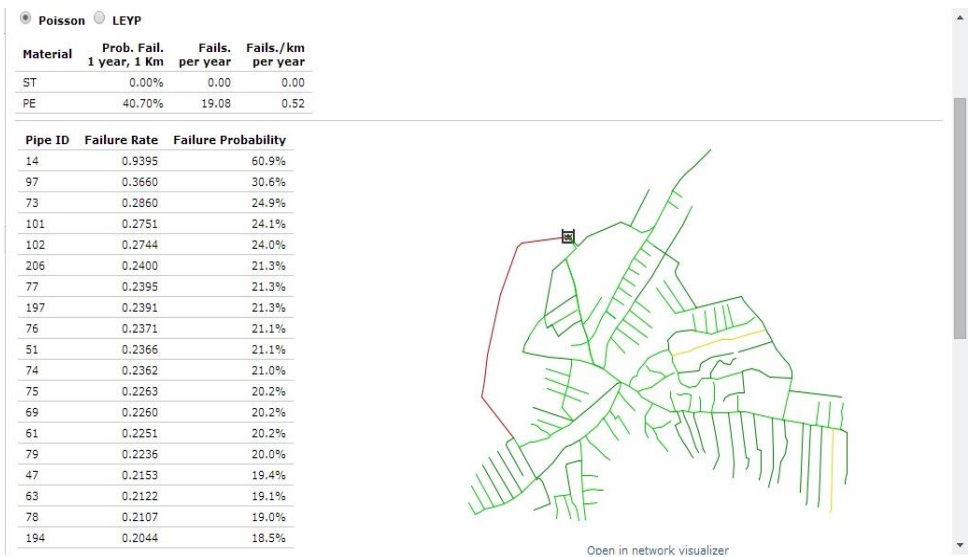 Poisson LEYP
Material Prob. Fail. 1 year, 1 Km Fails. per year Fails./km per year
ST 0.00% 0.00 0.00
PE 40.70% 19.08 0.52
Pipe ID Failure Rate Failure Probability
14 0.9395 60.9%
97 0.3660 30.6%
73 0.2860 24.9%
101 0.2751 24.1%
102 0.2744 24.0%
206 0.2400 21.3%
77 0.2395 21.3%
197 0.2391 21.3%
76 0.2371 21.1%
51 0.2366 21.1%
74 0.2362 21.0%
75 0.2263 20.2%
69 0.2260 20.2%
61 0.2251 20.2%
79 0.2236 20.0%
47 0.2153 19.4%
63 0.2122 19.1%
78 0.2107 19.0%
194 0.2044 18.5%
Open in network visualizer